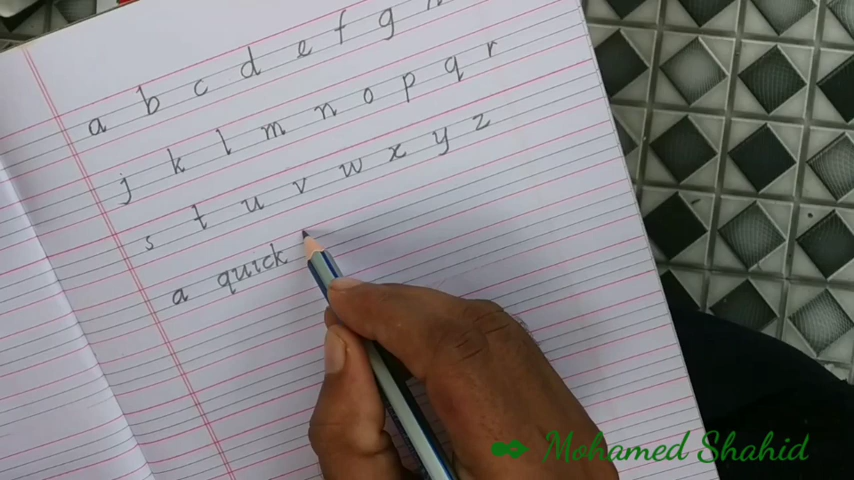 a b c d e f g
j k l m n o p q r
s t u v w x y z
a quick
Mohamed Shahid